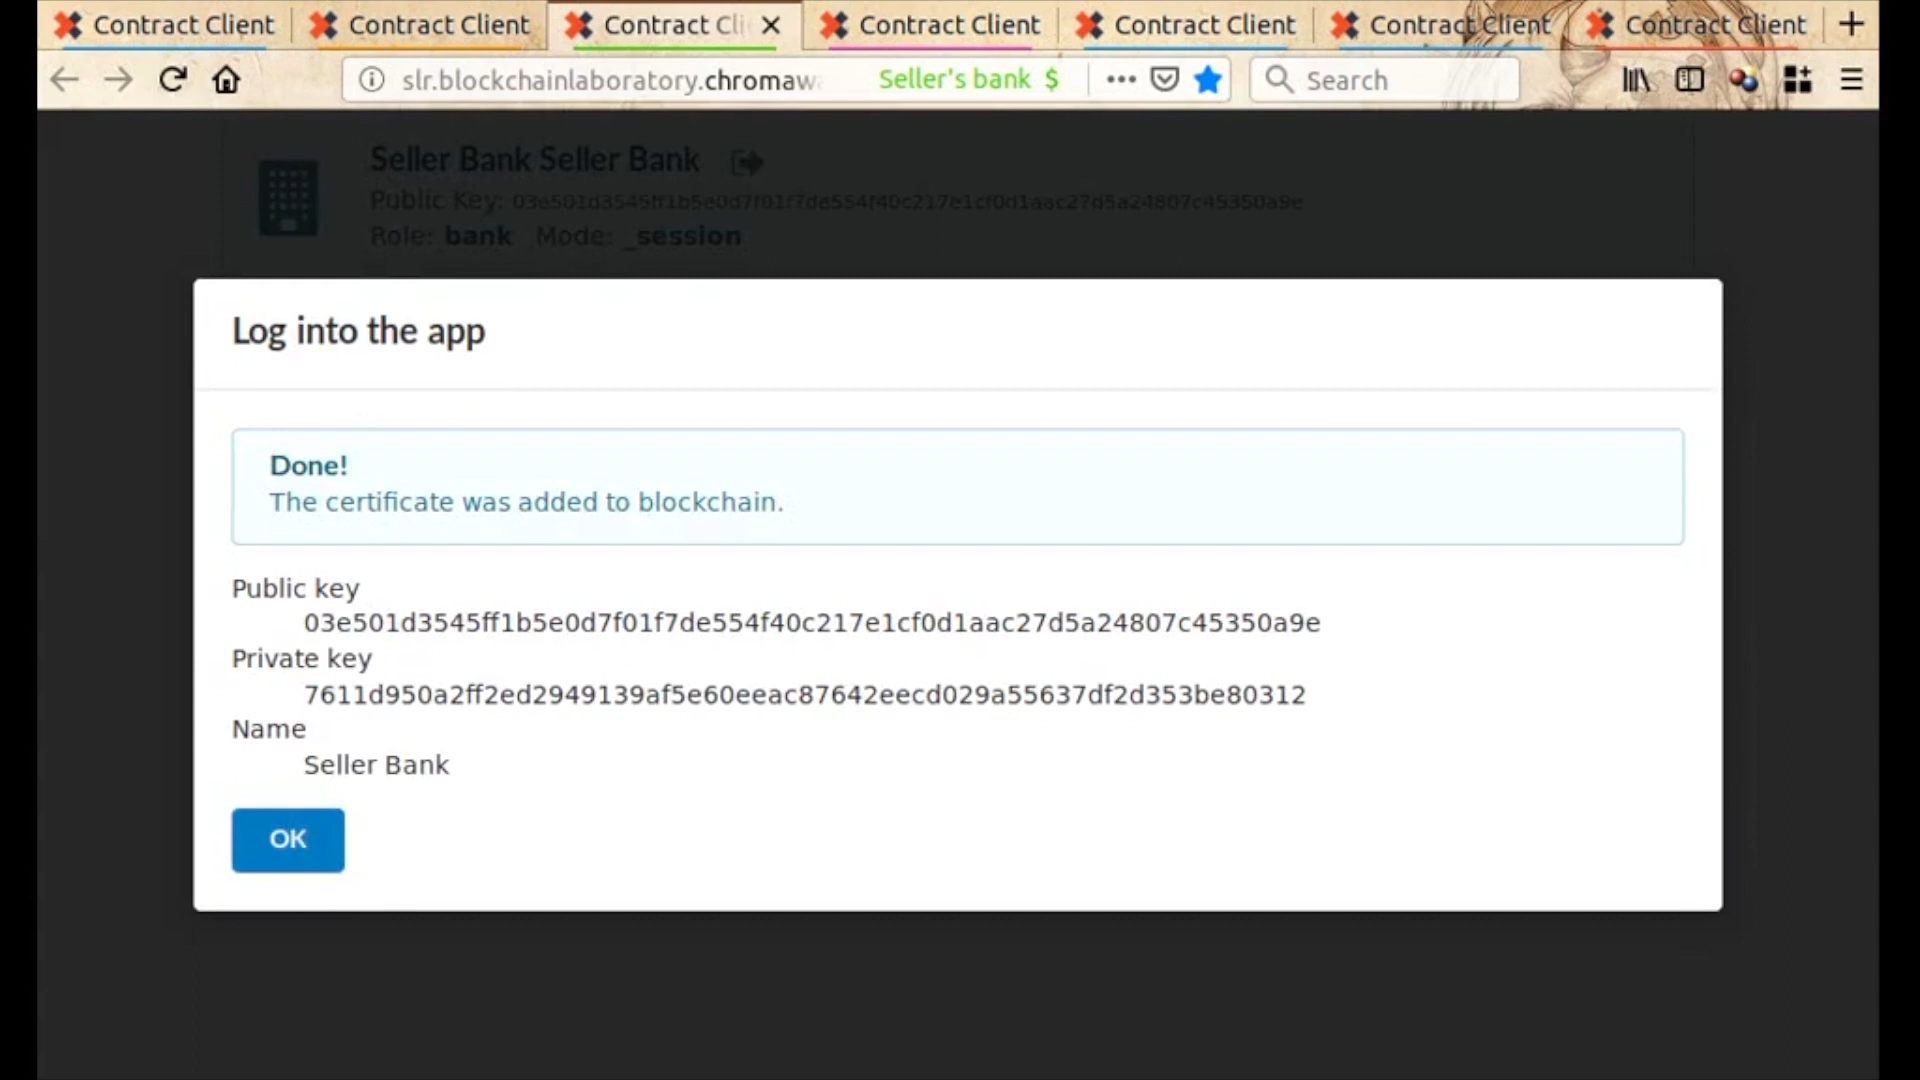 Contract Client Contract Client Contract Cli Contract Client Contract Client Contract Client Contract Client
slr.blockchainlaboratory.chromaw Seller's bank $ Search
Seller Bank Seller Bank
Public Key: 03e501d3545ff1b5e0d7f01f7de554f40c217e1cf0d1aac27d5a24807c45350a9e
Role: bank Mode: _session
Log into the app
Done!
The certificate was added to blockchain.
Public key
03e501d3545ff1b5e0d7f01f7de554f40c217e1cf0d1aac27d5a24807c45350a9e
Private key
7611d950a2ff2ed2949139af5e60eeac87642eecd029a55637df2d353be80312
Name
Seller Bank
OK